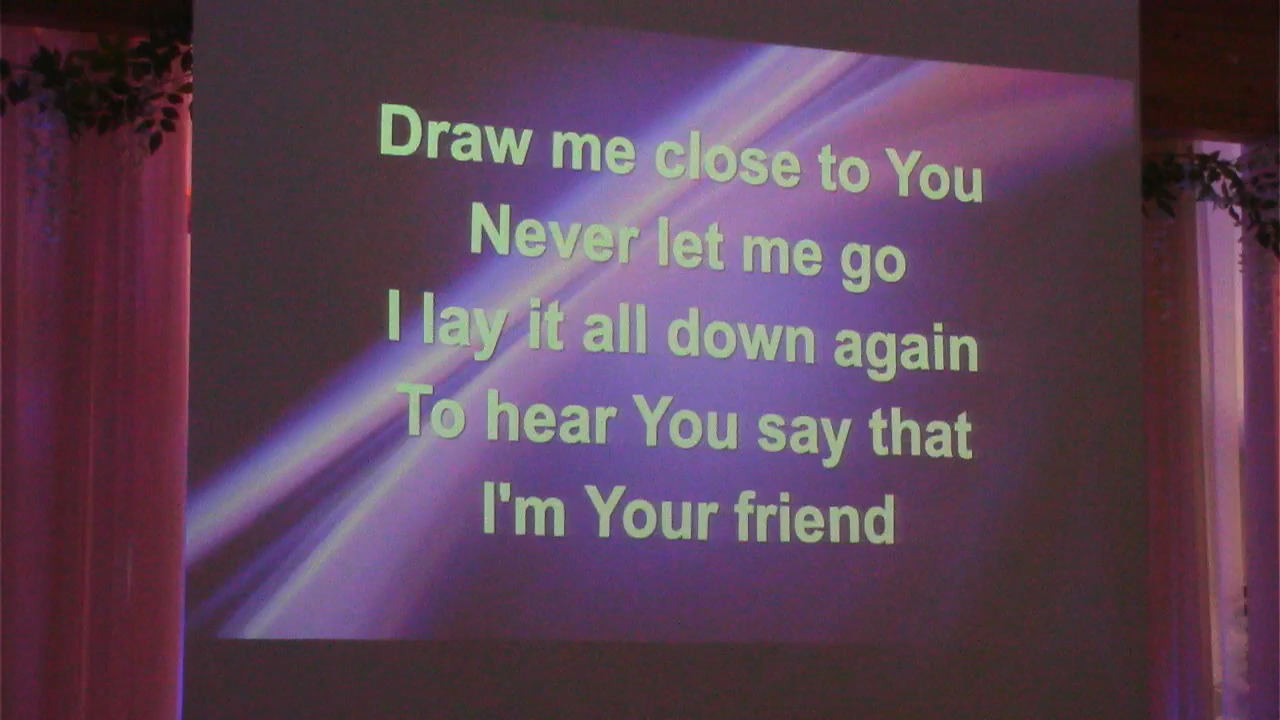 Draw me close to You
Never let me go
I lay it all down again
To hear You say that
I'm Your friend